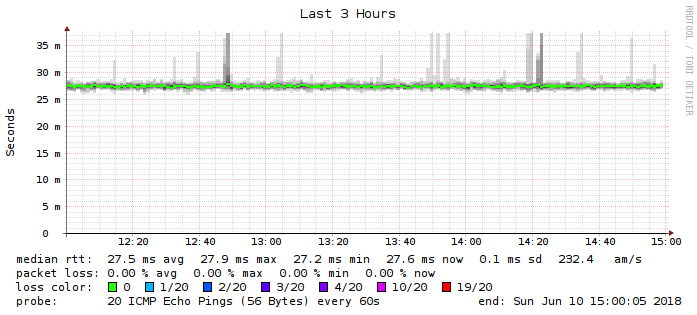 Last 3 Hours
RRDTOOL / TOBI OETIKER
Seconds
35 m
30 m
25 m
20 m
15 m
10 m
5 m
0
12:20 12:40 13:00 13:20 13:40 14:00 14:20 14:40 15:00
median rtt: 27.5 ms avg 27.9 ms max 27.2 ms min 27.6 ms now 0.1 ms sd 232.4 am/s
packet loss: 0.00 % avg 0.00 % max 0.00 % min 0.00 % now
loss color: 0 1/20 2/20 3/20 4/20 10/20 19/20
probe: 20 ICMP Echo Pings (56 Bytes) every 60s end: Sun Jun 10 15:00:05 2018